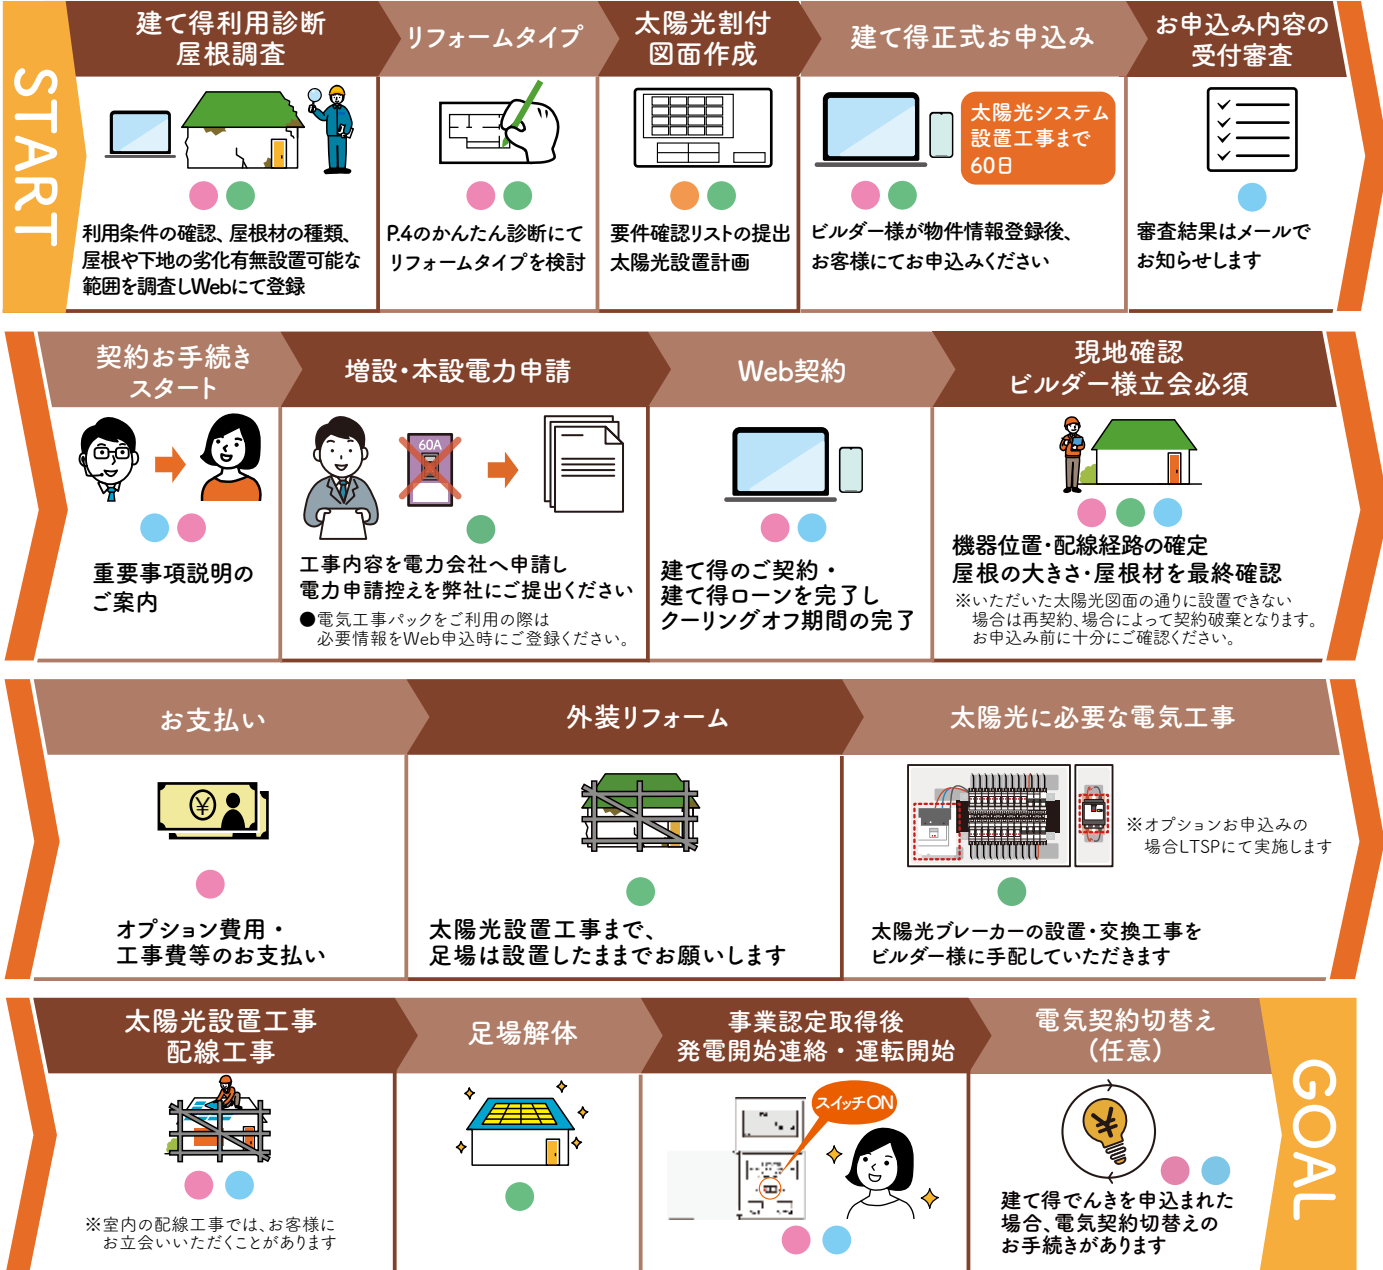 START
建て得利用診断
屋根調査
利用条件の確認、屋根材の種類、
屋根や下地の劣化有無設置可能な
範囲を調査しWebにて登録
リフォームタイプ
P.4のかんたん診断にて
リフォームタイプを検討
太陽光割付
図面作成
要件確認リストの提出
太陽光設置計画
建て得正式お申込み
太陽光システム
設置工事まで
60日
ビルダー様が物件情報登録後、
お客様にてお申込みください
お申込み内容の
受付審査
審査結果はメールで
お知らせします
契約お手続き
スタート
重要事項説明の
ご案内
増設・本設電力申請
60A
工事内容を電力会社へ申請し
電力申請控えを弊社にご提出ください
●電気工事パックをご利用の際は
必要情報をWeb申込時にご登録ください。
Web契約
建て得のご契約・
建て得ローンを完了し
クーリングオフ期間の完了
現地確認
ビルダー様立会必須
機器位置・配線経路の確定
屋根の大きさ・屋根材を最終確認
※いただいた太陽光図面の通りに設置できない
場合は再契約、場合によって契約破棄となります。
お申込み前に十分にご確認ください。
お支払い
¥
オプション費用・
工事費等のお支払い
外装リフォーム
太陽光設置工事まで、
足場は設置したままでお願いします
太陽光に必要な電気工事
※オプションお申込みの
場合LTSPにて実施します
太陽光ブレーカーの設置・交換工事を
ビルダー様に手配していただきます
太陽光設置工事
配線工事
※室内の配線工事では、お客様に
お立会いいただくことがあります
足場解体
事業認定取得後
発電開始連絡・運転開始
スイッチON
電気契約切替え
(任意)
¥
建て得でんきを申込まれた
場合、電気契約切替えの
お手続きがあります
GOAL